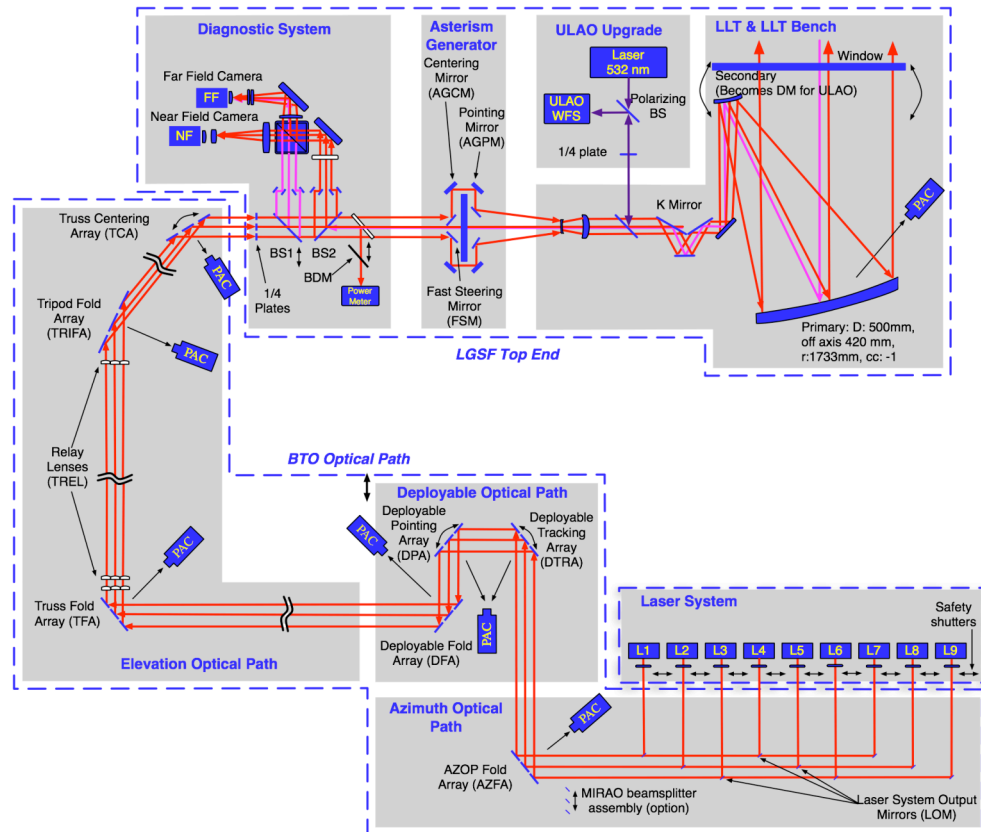 Diagnostic System
Far Field Camera
FF
Near Field Camera
NF
BS1
BS2
BDM
1/4
Plates
Power
Meter
Asterism
Generator
Centering
Mirror
(AGCM)
Pointing
Mirror
(AGPM)
Fast Steering
Mirror
(FSM)
ULAO Upgrade
Laser
532 nm
ULAO
WFS
Polarizing
BS
1/4 plate
K Mirror
LLT & LLT Bench
Window
Secondary
(Becomes DM for ULAO)
PAC
Primary: D: 500mm,
off axis 420 mm,
r:1733mm, cc: -1
LGSF Top End
Truss Centering
Array (TCA)
PAC
Tripod Fold
Array
(TRIFA)
PAC
Relay
Lenses
(TREL)
PAC
Truss Fold
Array (TFA)
Elevation Optical Path
BTO Optical Path
Deployable Optical Path
Deployable
Pointing
Array
(DPA)
Deployable
Tracking
Array
(DTRA)
PAC
PAC
Deployable Fold
Array (DFA)
Laser System
Safety
shutters
L1
L2
L3
L4
L5
L6
L7
L8
L9
Azimuth Optical
Path
PAC
AZOP Fold
Array (AZFA)
MIRAO beamsplitter
assembly (option)
Laser System Output
Mirrors (LOM)